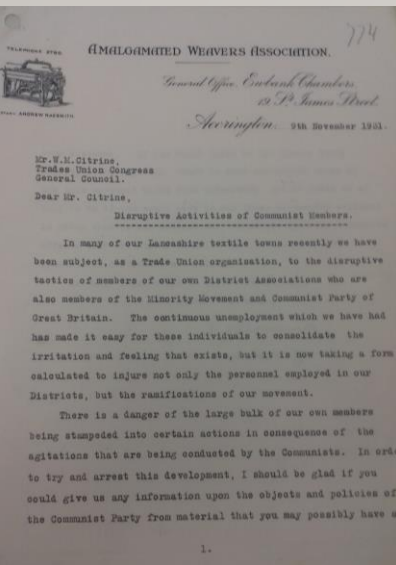 774
TELEPHONE 2790.
AMALGAMATED WEAVERS ASSOCIATION.
General Office, Ewbank Chambers,
19, St. James Street,
ANDREW NAESMITH
Accrington. 9th November 1931.
Mr.W.M.Citrine,
Trades Union Congress
General Council.
Dear Mr. Citrine,
Disruptive Activities of Communist Members.
In many of our Lancashire textile towns recently we have
been subject, as a Trade Union organisation, to the disruptive
tactics of members of our own District Associations who are
also members of the Minority Movement and Communist Party of
Great Britain. The continuous unemployment which we have had
has made it easy for these individuals to consolidate the
irritation and feeling that exists, but it is now taking a form
calculated to injure not only the personnel employed in our
Districts, but the ramifications of our movement.
There is a danger of the large bulk of our own members
being stampeded into certain actions in consequence of the
agitations that are being conducted by the Communists. In orde
to try and arrest this development, I should be glad if you
could give us any information upon the objects and policies of
the Communist Party from material that you may possibly have a
1.